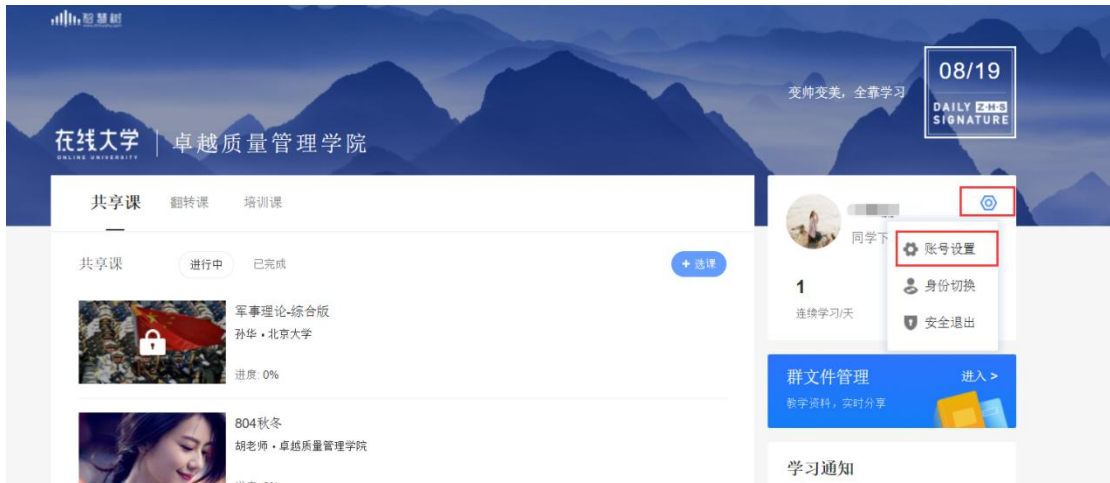 智慧树
08/19
变帅变美，全靠学习
DAILY Z·H·S
SIGNATURE
在线大学
ONLINE UNIVERSITY
卓越质量管理学院
共享课 翻转课 培训课
同学下
账号设置
身份切换
安全退出
共享课 进行中 已完成 + 选课
1
连续学习/天
军事理论-综合版
孙华·北京大学
进度: 0%
群文件管理 进入 >
教学资料，实时分享
804秋冬
胡老师·卓越质量管理学院
学习通知